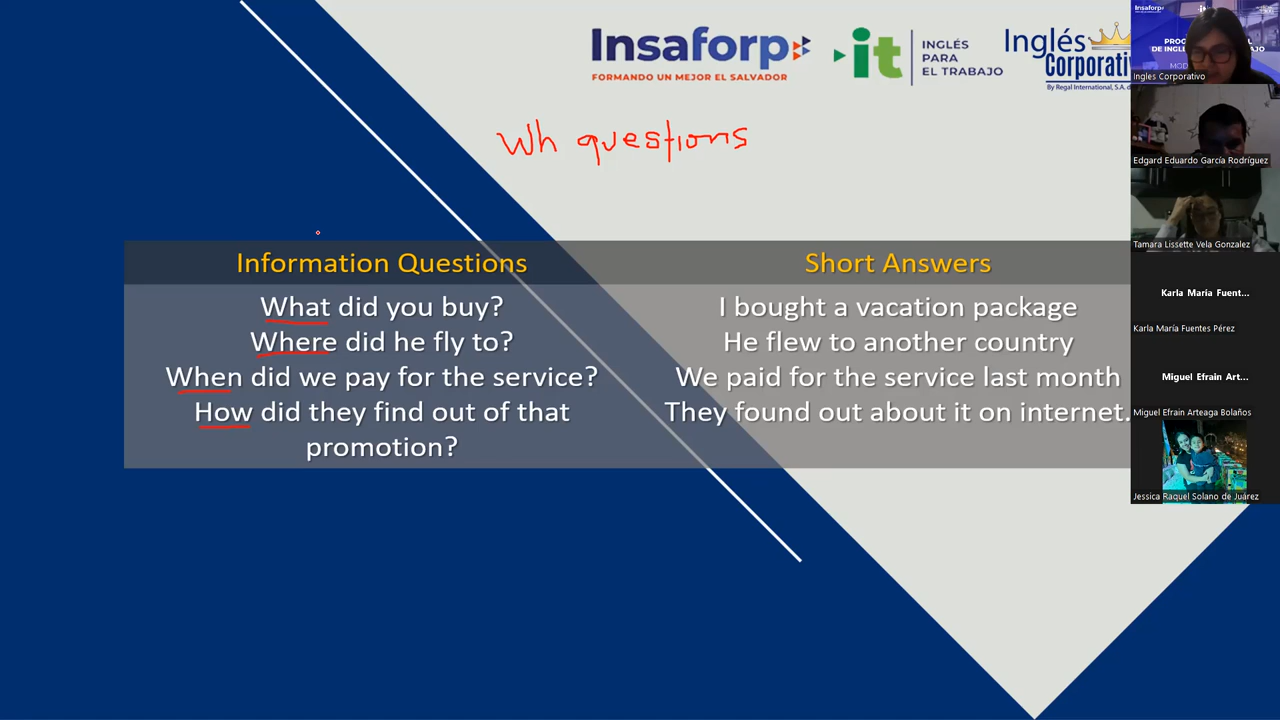 Insaforp
FORMANDO UN MEJOR EL SALVADOR
it
INGLÉS
PARA
EL TRABAJO
Inglés
Corporativ
By Regal International, S.A. d
Wh questions
Information Questions
Short Answers
What did you buy?
I bought a vacation package
Where did he fly to?
He flew to another country
When did we pay for the service?
We paid for the service last month
How did they find out of that
promotion?
They found out about it on internet.
Insaforp
Ingles Corporativo
Edgard Eduardo García Rodríguez
Tamara Lissette Vela Gonzalez
Karla María Fuent...
Karla María Fuentes Pérez
Miguel Efrain Art...
Miguel Efrain Arteaga Bolaños
Jessica Raquel Solano de Juárez